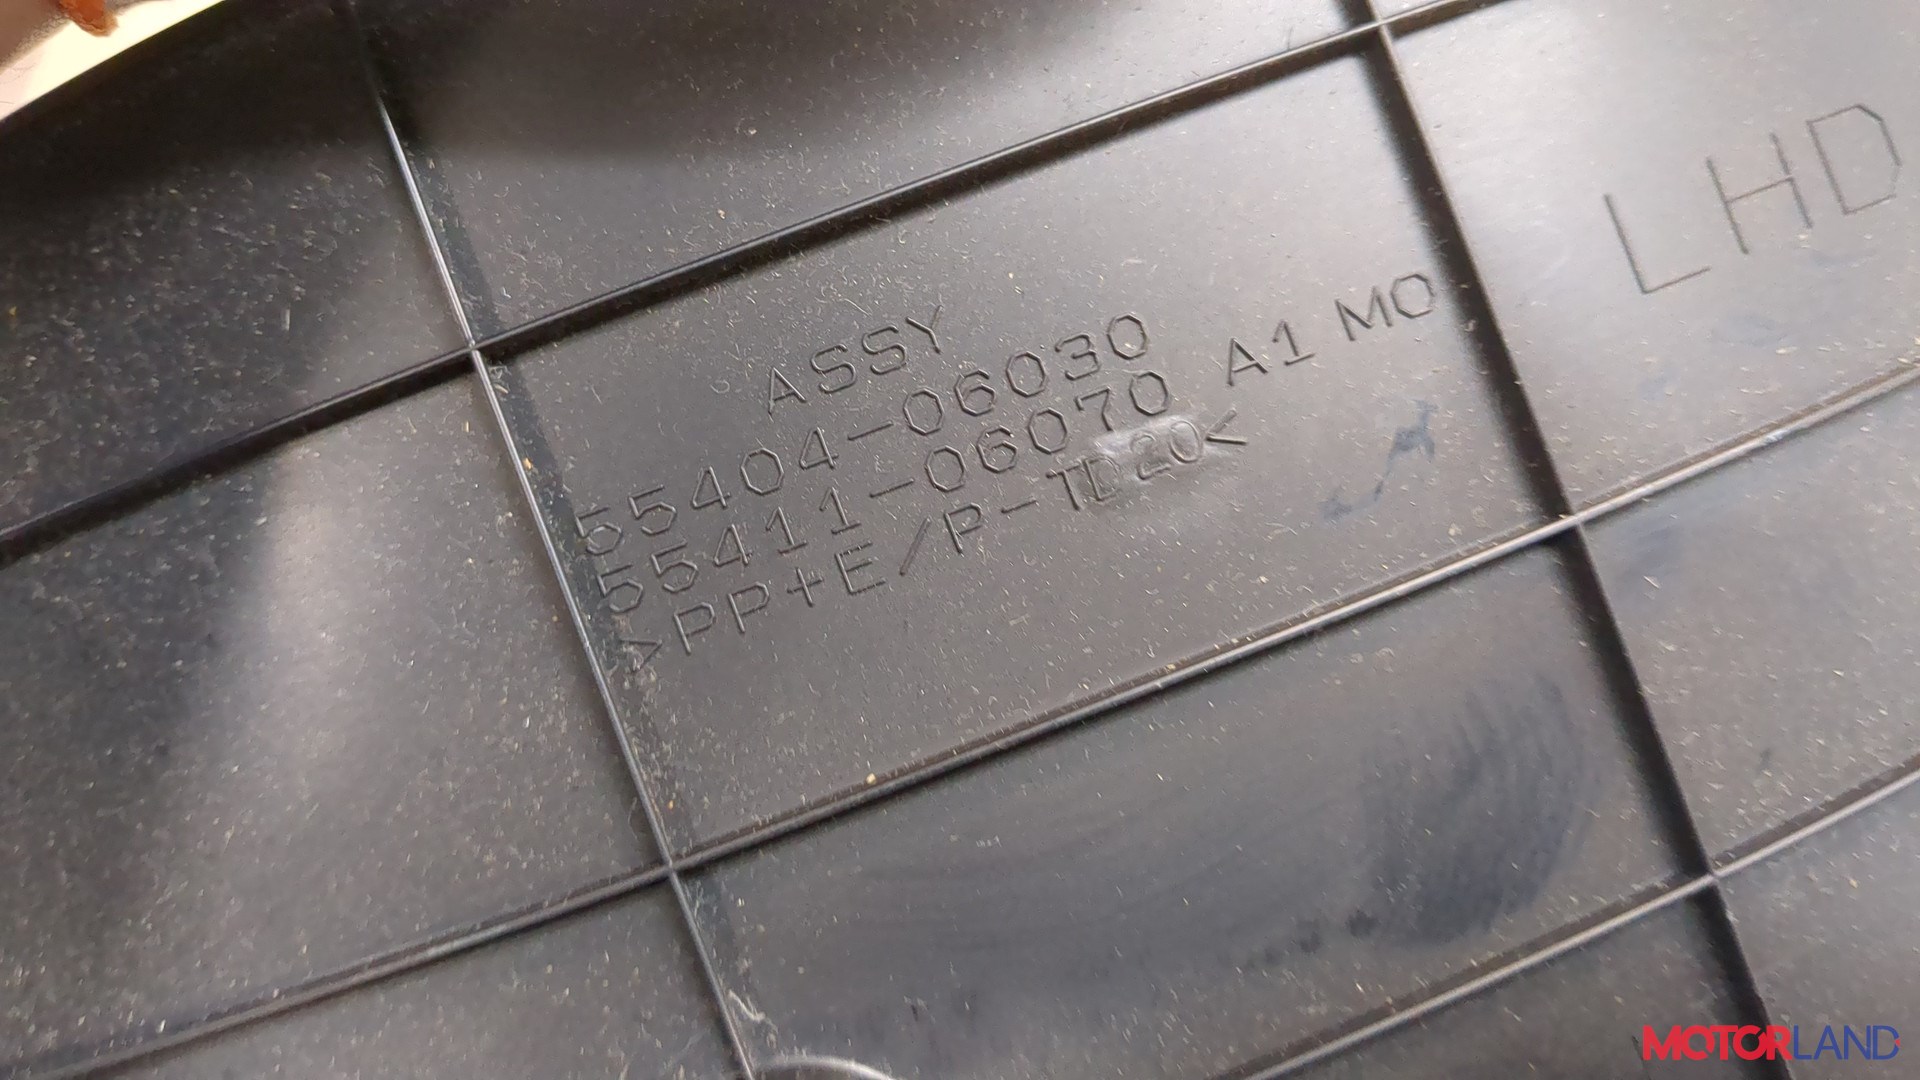 ASSY
55404-06030
55411-06070 A1 MO
>PP+E/P-TD20<
LHD
MOTORLAND